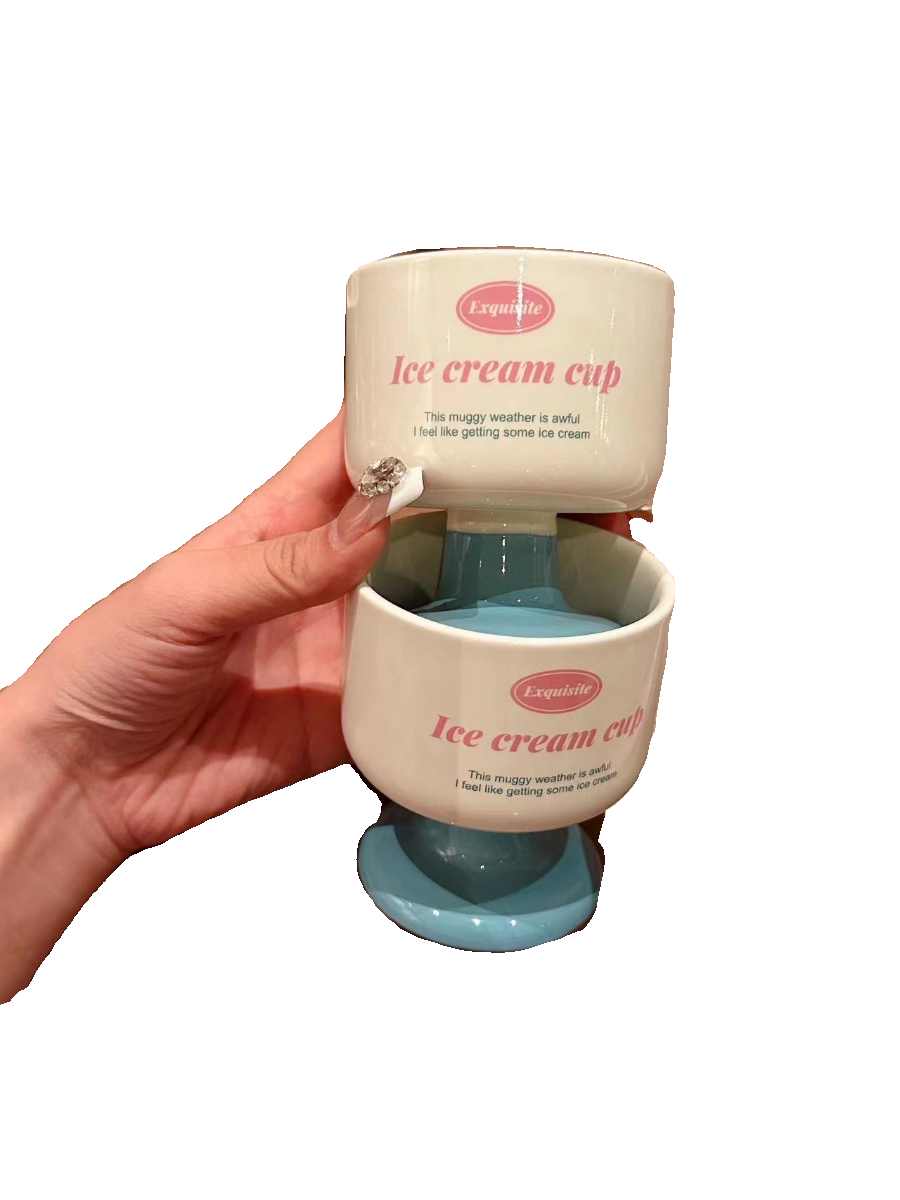 Exquisite
Ice cream cup
This muggy weather is awful
I feel like getting some ice cream
Exquisite
Ice cream cup
This muggy weather is awful
I feel like getting some ice cream